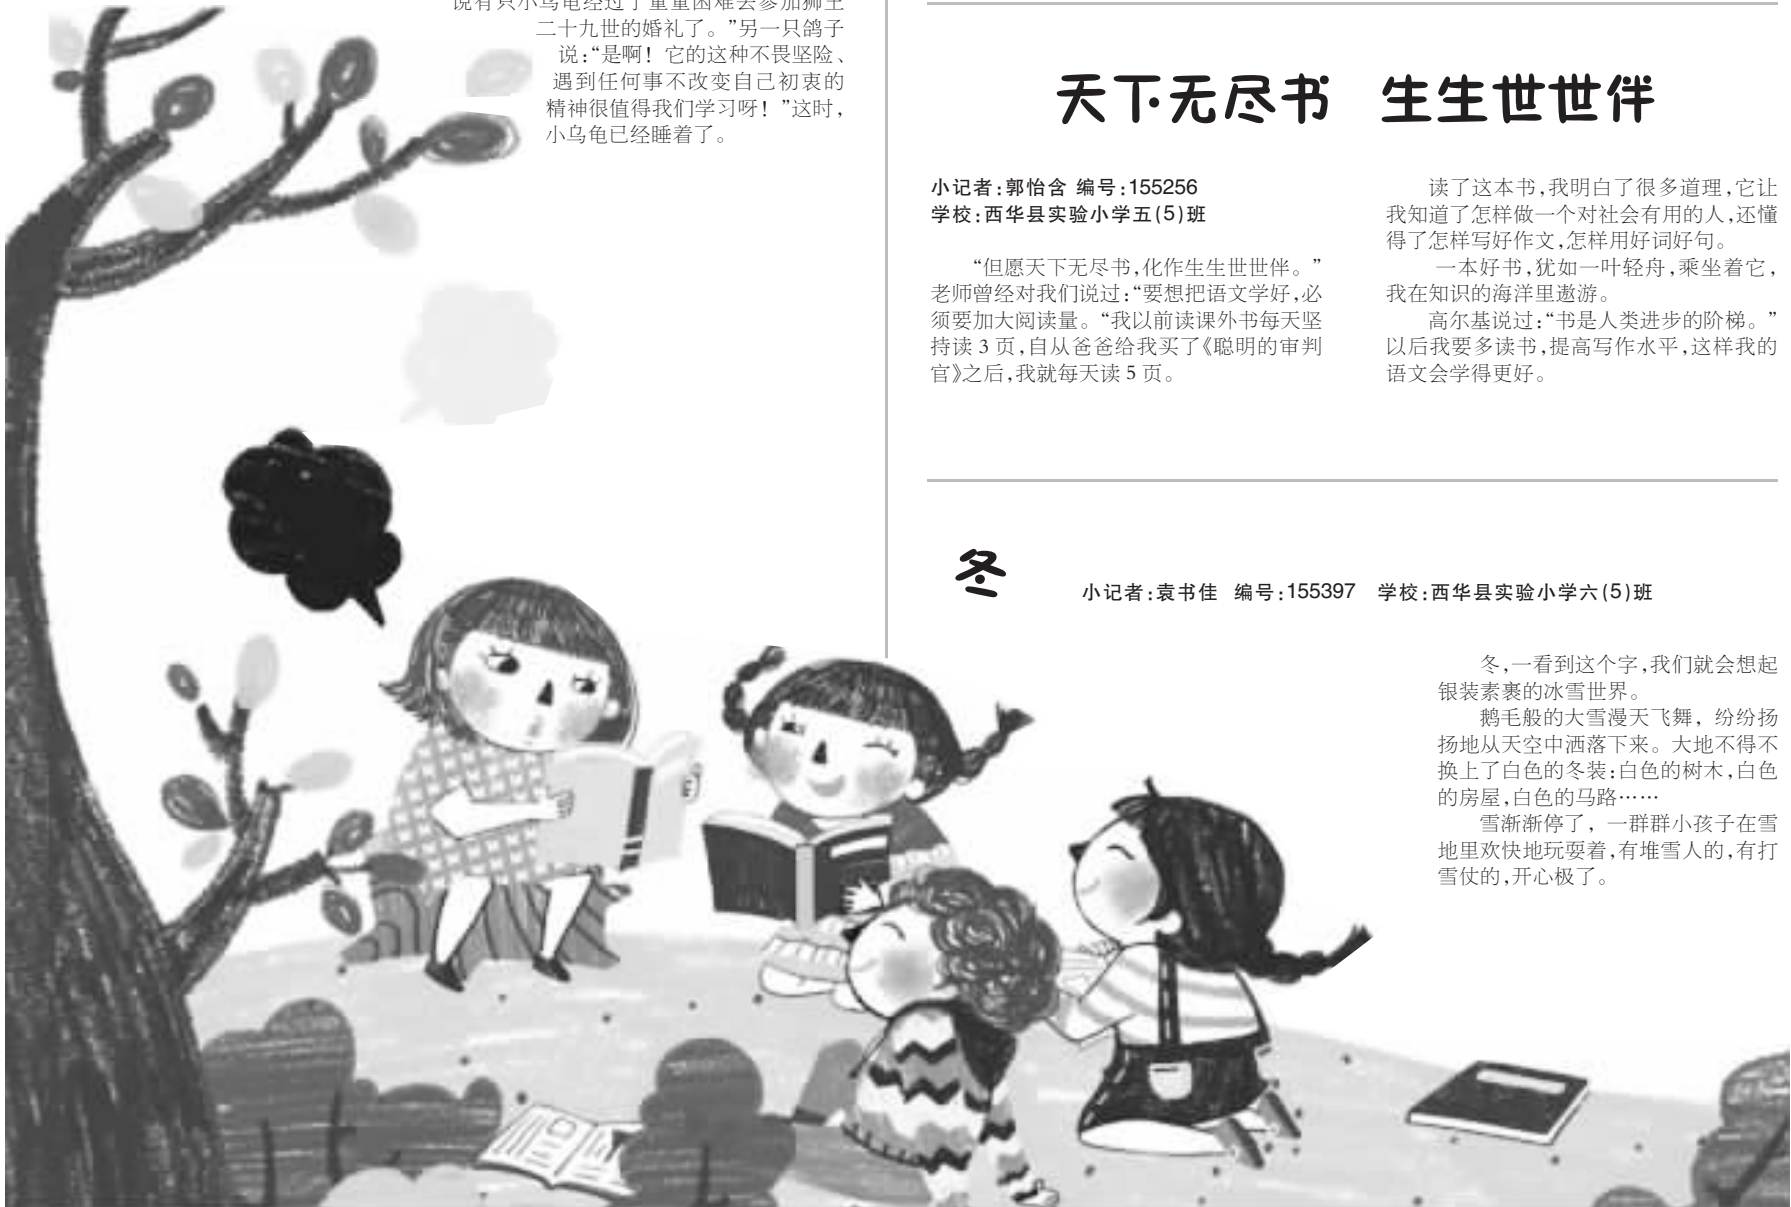 说有只小乌龟经过了重重困难去参加狮王
二十九世的婚礼了。”另一只鸽子
说：“是啊！它的这种不畏坚险、
遇到任何事不改变自己初衷的
精神很值得我们学习呀！”这时，
小乌龟已经睡着了。
天下无尽书 生生世世伴
小记者：郭怡含 编号：155256
学校：西华县实验小学五（5）班
“但愿天下无尽书，化作生生世世伴。”
老师曾经对我们说过：“要想把语文学好，必
须要加大阅读量。“我以前读课外书每天坚
持读 3 页，自从爸爸给我买了《聪明的审判
官》之后，我就每天读 5 页。
读了这本书，我明白了很多道理，它让
我知道了怎样做一个对社会有用的人，还懂
得了怎样写好作文，怎样用好词好句。
一本好书，犹如一叶轻舟，乘坐着它，
我在知识的海洋里遨游。
高尔基说过：“书是人类进步的阶梯。”
以后我要多读书，提高写作水平，这样我的
语文会学得更好。
冬
小记者：袁书佳 编号：155397 学校：西华县实验小学六（5）班
冬，一看到这个字，我们就会想起
银装素裹的冰雪世界。
鹅毛般的大雪漫天飞舞，纷纷扬
扬地从天空中洒落下来。大地不得不
换上了白色的冬装：白色的树木，白色
的房屋，白色的马路……
雪渐渐停了，一群群小孩子在雪
地里欢快地玩耍着，有堆雪人的，有打
雪仗的，开心极了。